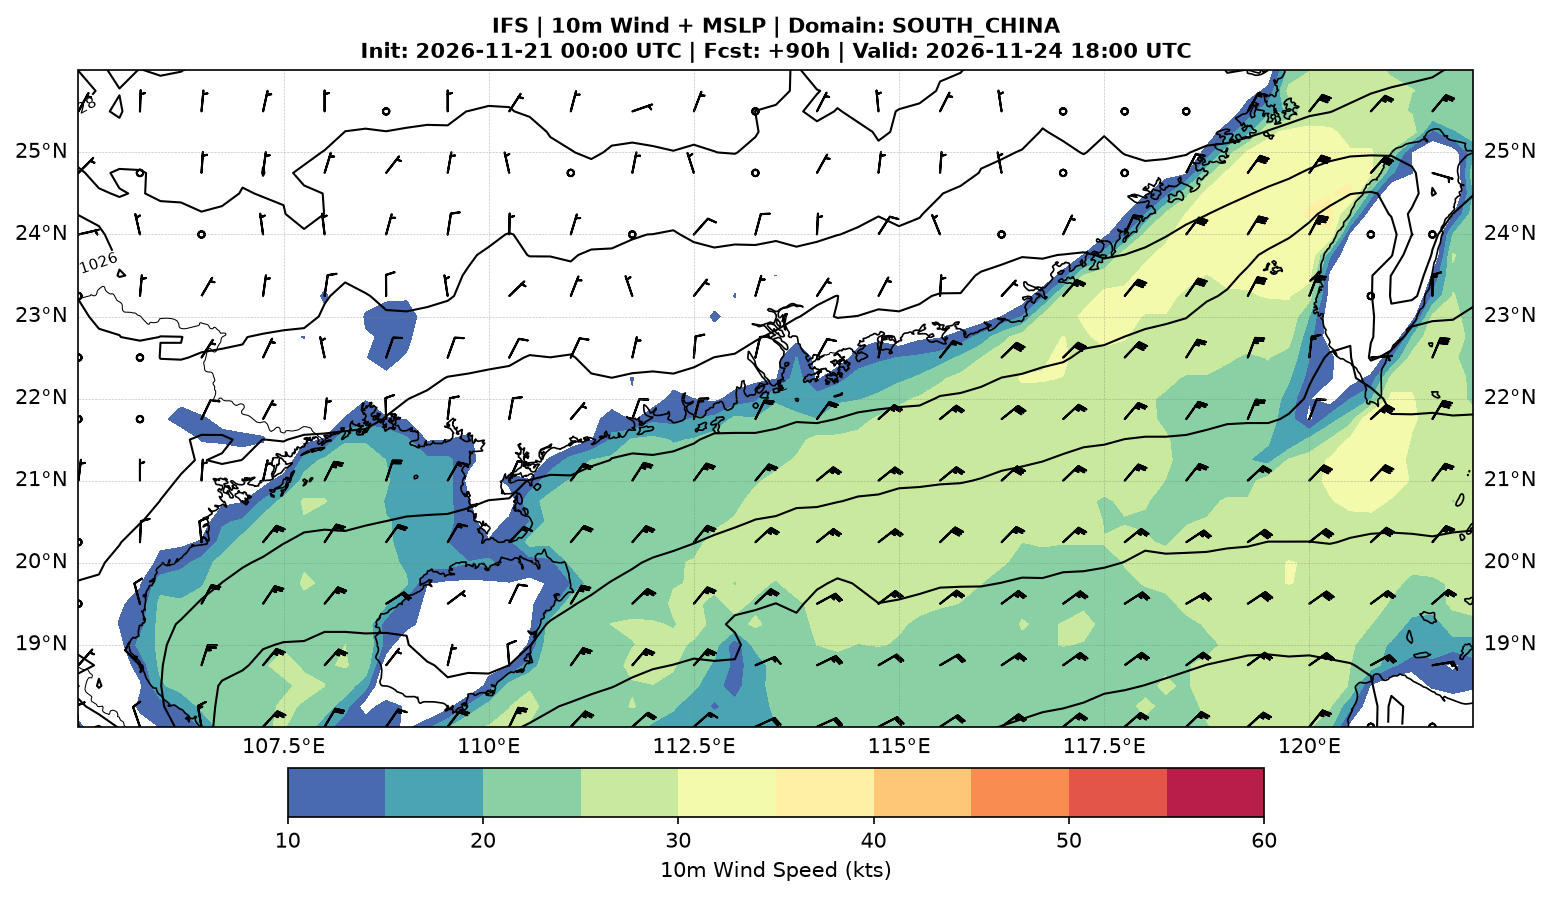 IFS | 10m Wind + MSLP | Domain: SOUTH_CHINA
Init: 2026-11-21 00:00 UTC | Fcst: +90h | Valid: 2026-11-24 18:00 UTC
25°N
24°N
23°N
22°N
21°N
20°N
19°N
1026
25°N
24°N
23°N
22°N
21°N
20°N
19°N
107.5°E 110°E 112.5°E 115°E 117.5°E 120°E
10 20 30 40 50 60
10m Wind Speed (kts)